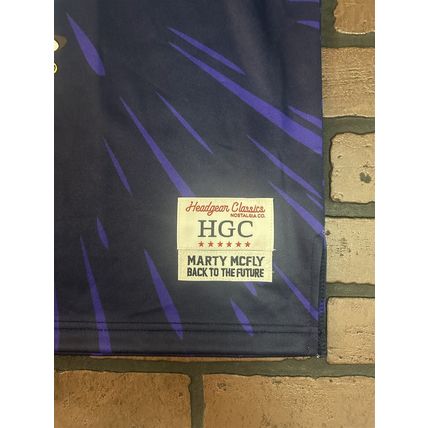 Headgear Classics
NOSTALGIA CO.
HGC
MARTY MCFLY
BACK TO THE FUTURE